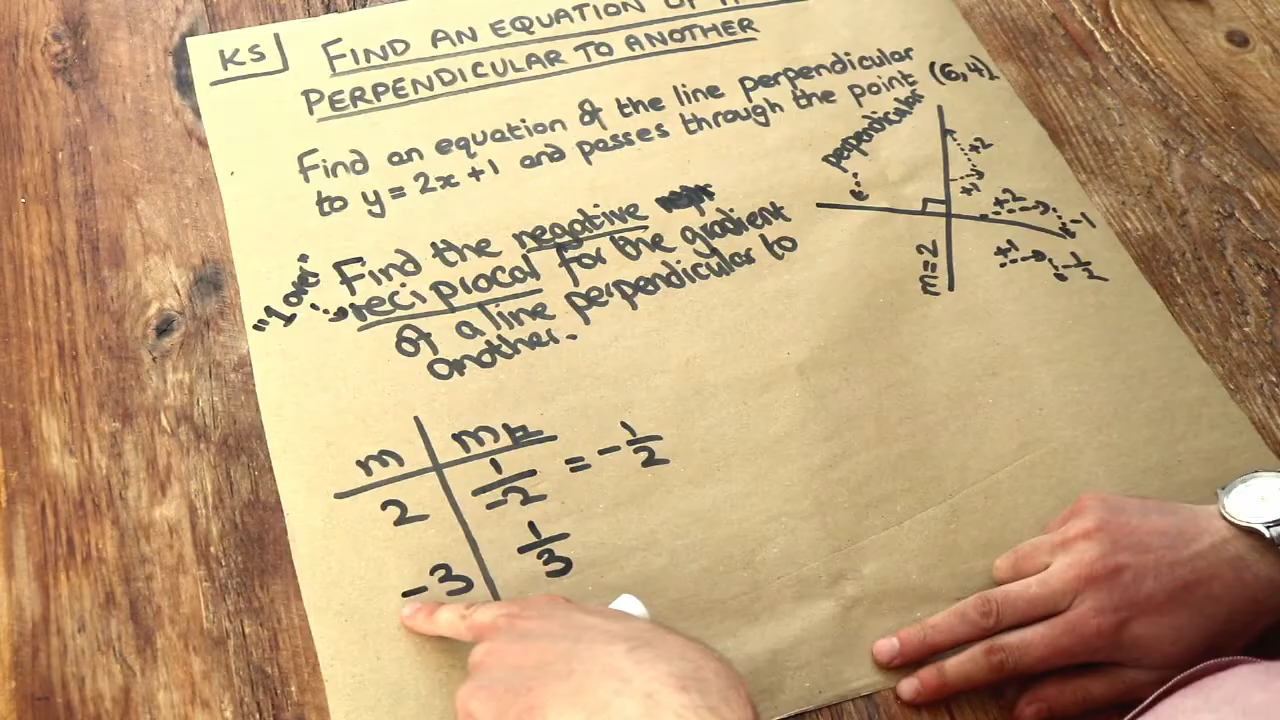 KS
FIND AN EQUATION OF
PERPENDICULAR TO ANOTHER
Find an equation of the line perpendicular
to y = 2x + 1 and passes through the point (6,4)
"1 over"
Find the negative
reciprocal for the gradient
of a line perpendicular to
another.
perpendicular
+2
+1
+2
-1
+1
-1/2
m=2
m
2 1/-2 = -1/2
-3 1/3